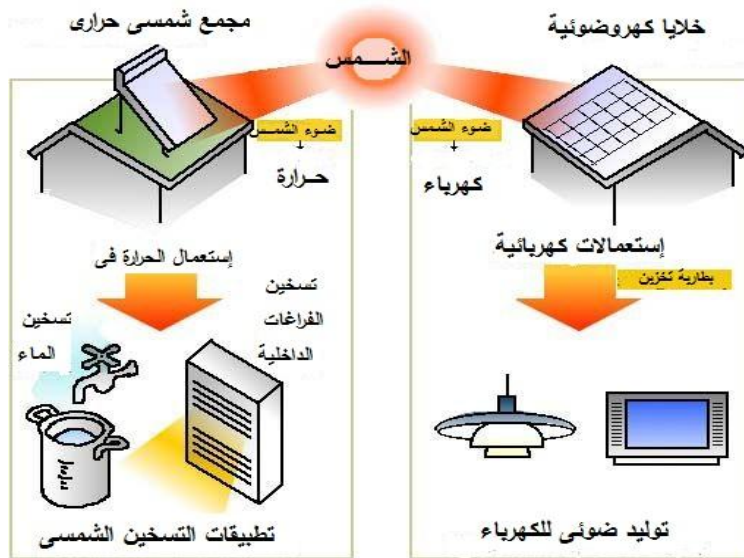 مجمع شمسى حرارى
الشـــمس
خلايا كهروضوئية
ضوء الشمس
حرارة
ضوء الشمس
كهرباء
إستعمال الحرارة فى
تسخين
الفراغات
الداخلية
تسخين
الماء
إستعمالات كهربائية
بطارية تخزين
تطبيقات التسخين الشمسى
توليد ضوئى للكهرباء